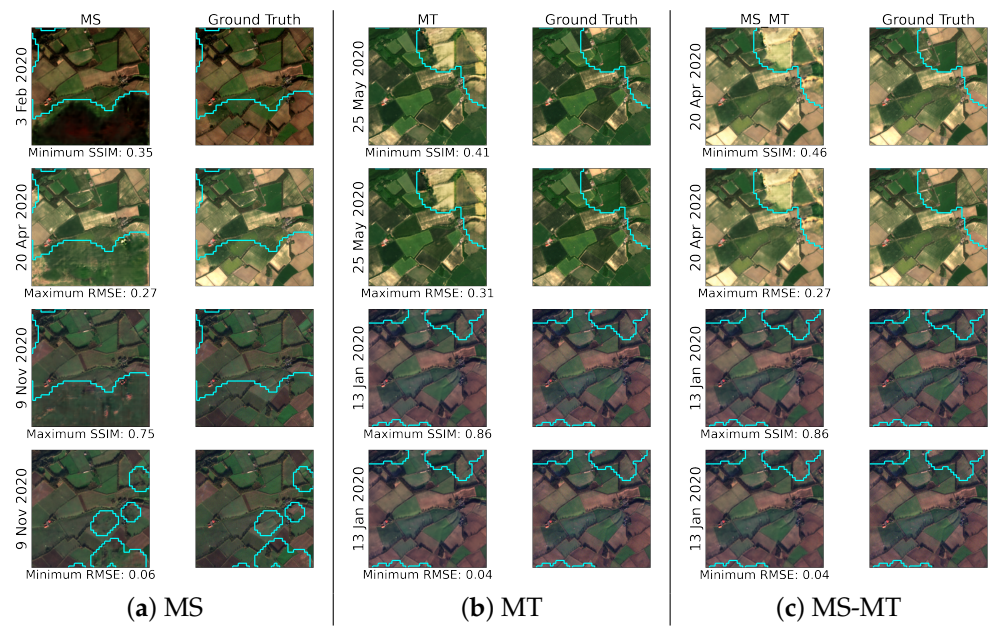 MS Ground Truth
3 Feb 2020
Minimum SSIM: 0.35
20 Apr 2020
Maximum RMSE: 0.27
9 Nov 2020
Maximum SSIM: 0.75
9 Nov 2020
Minimum RMSE: 0.06
(a) MS
MT Ground Truth
25 May 2020
Minimum SSIM: 0.41
25 May 2020
Maximum RMSE: 0.31
13 Jan 2020
Maximum SSIM: 0.86
13 Jan 2020
Minimum RMSE: 0.04
(b) MT
MS_MT Ground Truth
20 Apr 2020
Minimum SSIM: 0.46
20 Apr 2020
Maximum RMSE: 0.27
13 Jan 2020
Maximum SSIM: 0.86
13 Jan 2020
Minimum RMSE: 0.04
(c) MS-MT